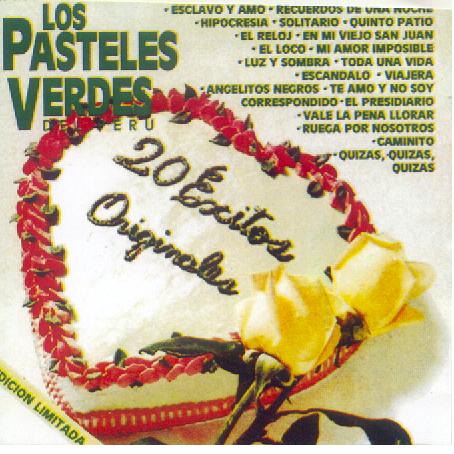 LOS
PASTELES
VERDES
DEL PERU
• ESCLAVO Y AMO • RECUERDOS DE UNA NOCHE
• HIPOCRESIA • SOLITARIO • QUINTO PATIO
• EL RELOJ • EN MI VIEJO SAN JUAN
• EL LOCO • MI AMOR IMPOSIBLE
• LUZ Y SOMBRA • TODA UNA VIDA
• ESCANDALO • VIAJERA
• ANGELITOS NEGROS • TE AMO Y NO SOY
CORRESPONDIDO • EL PRESIDIARIO
• VALE LA PENA LLORAR
• RUEGA POR NOSOTROS
• CAMINITO
• QUIZAS, QUIZAS,
QUIZAS
20 Exitos
Originales
EDICION LIMITADA